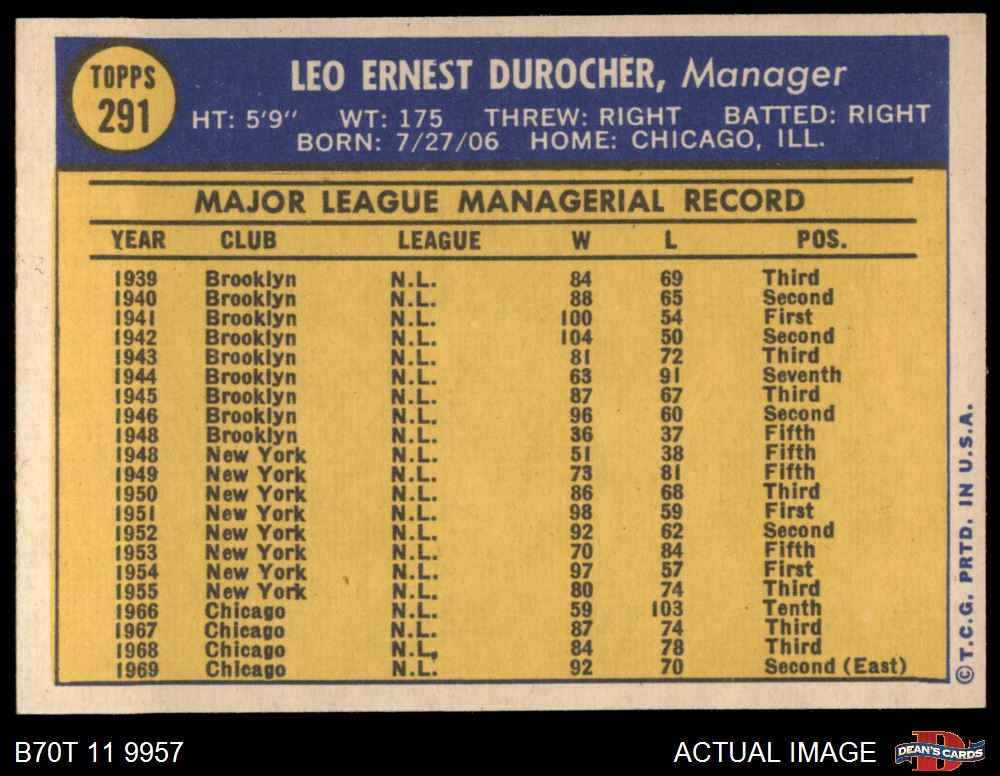 TOPPS
291
LEO ERNEST DUROCHER, Manager
HT: 5'9" WT: 175 THREW: RIGHT BATTED: RIGHT
BORN: 7/27/06 HOME: CHICAGO, ILL.
MAJOR LEAGUE MANAGERIAL RECORD
YEAR CLUB LEAGUE W L POS.
1939 Brooklyn N.L. 84 69 Third
1940 Brooklyn N.L. 88 65 Second
1941 Brooklyn N.L. 100 54 First
1942 Brooklyn N.L. 104 50 Second
1943 Brooklyn N.L. 81 72 Third
1944 Brooklyn N.L. 63 91 Seventh
1945 Brooklyn N.L. 87 67 Third
1946 Brooklyn N.L. 96 60 Second
1948 Brooklyn N.L. 36 37 Fifth
1948 New York N.L. 51 38 Fifth
1949 New York N.L. 73 81 Fifth
1950 New York N.L. 86 68 Third
1951 New York N.L. 98 59 First
1952 New York N.L. 92 62 Second
1953 New York N.L. 70 84 Fifth
1954 New York N.L. 97 57 First
1955 New York N.L. 80 74 Third
1966 Chicago N.L. 59 103 Tenth
1967 Chicago N.L. 87 74 Third
1968 Chicago N.L. 84 78 Third
1969 Chicago N.L. 92 70 Second (East)
© T.C.G. PRTD. IN U.S.A.
B70T 11 9957 ACTUAL IMAGE
D
DEAN'S CARDS